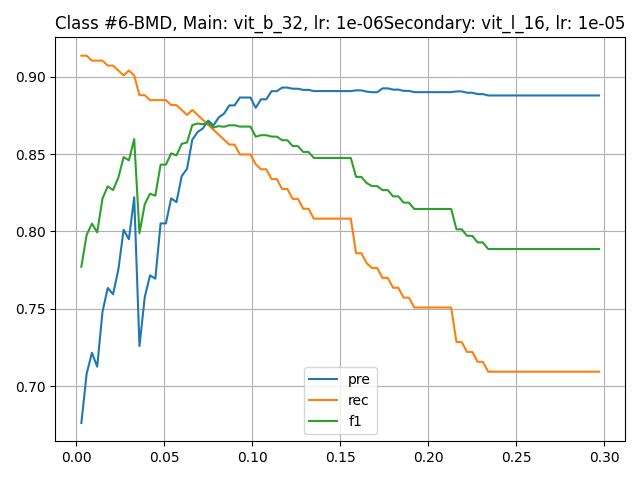 Class #6-BMD, Main: vit_b_32, lr: 1e-06Secondary: vit_l_16, lr: 1e-05
0.90
0.85
0.80
0.75
0.70
pre
rec
f1
0.00 0.05 0.10 0.15 0.20 0.25 0.30